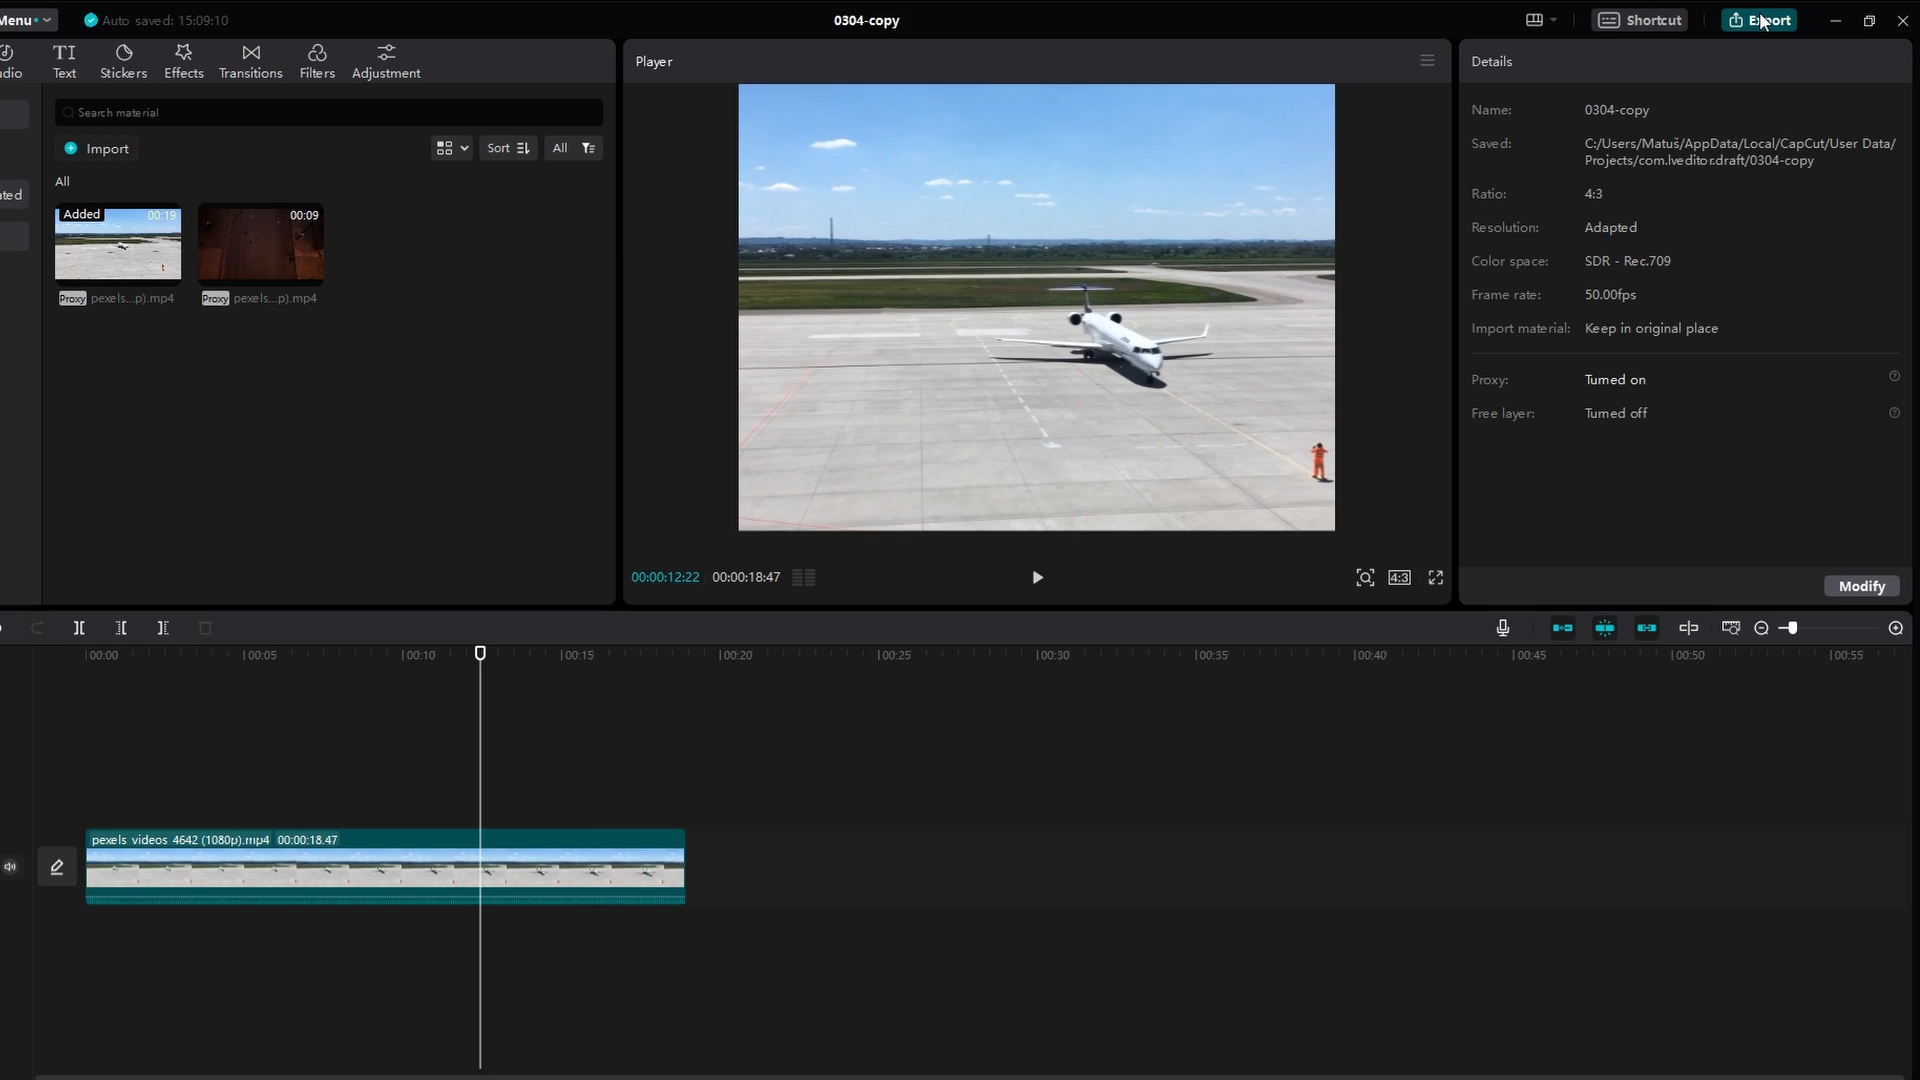 Menu
Auto saved: 15:09:10
0304-copy
Shortcut
Export
dio
Text
Stickers
Effects
Transitions
Filters
Adjustment
Player
Details
Search material
Import
Sort
All
All
Added
00:19
00:09
Proxy pexels...p).mp4
Proxy pexels...p).mp4
ated
Name: 0304-copy
Saved: C:/Users/Matuš/AppData/Local/CapCut/User Data/
Projects/com.lveditor.draft/0304-copy
Ratio: 4:3
Resolution: Adapted
Color space: SDR - Rec.709
Frame rate: 50.00fps
Import material: Keep in original place
Proxy: Turned on
Free layer: Turned off
00:00:12:22 00:00:18:47
4:3
Modify
00:00 00:05 00:10 00:15 00:20 00:25 00:30 00:35 00:40 00:45 00:50 00:55
pexels videos 4642 (1080p).mp4 00:00:18.47